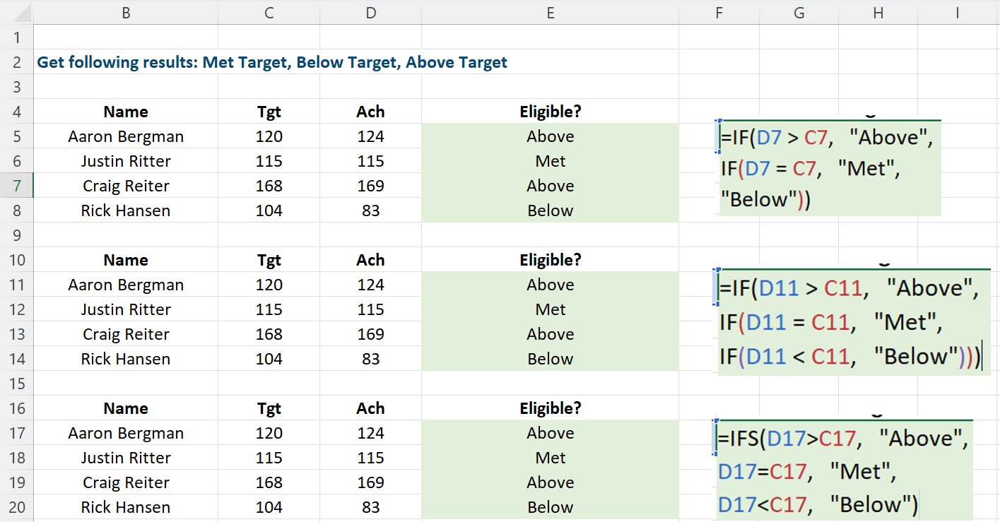 B C D E F G H I
1
2 Get following results: Met Target, Below Target, Above Target
3
4 Name Tgt Ach Eligible?
5 Aaron Bergman 120 124 Above
6 Justin Ritter 115 115 Met
7 Craig Reiter 168 169 Above
8 Rick Hansen 104 83 Below
=IF(D7 > C7, "Above",
IF(D7 = C7, "Met",
"Below"))
9
10 Name Tgt Ach Eligible?
11 Aaron Bergman 120 124 Above
12 Justin Ritter 115 115 Met
13 Craig Reiter 168 169 Above
14 Rick Hansen 104 83 Below
=IF(D11 > C11, "Above",
IF(D11 = C11, "Met",
IF(D11 < C11, "Below")))
15
16 Name Tgt Ach Eligible?
17 Aaron Bergman 120 124 Above
18 Justin Ritter 115 115 Met
19 Craig Reiter 168 169 Above
20 Rick Hansen 104 83 Below
=IFS(D17>C17, "Above",
D17=C17, "Met",
D17<C17, "Below")